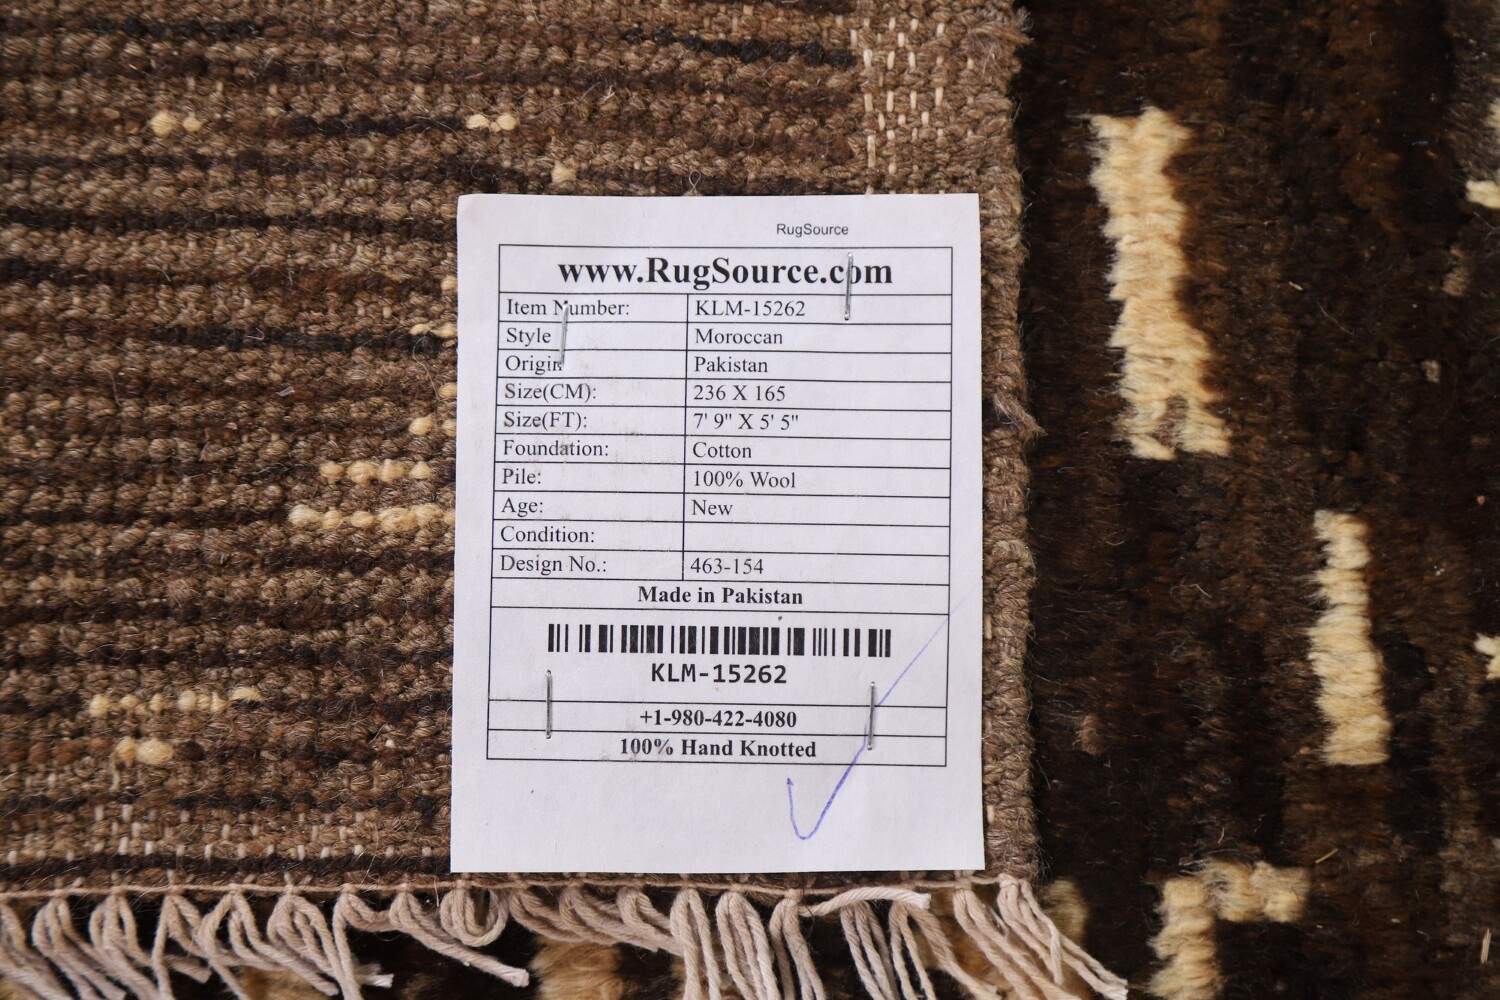 RugSource
www.RugSource.com
Item Number: KLM-15262
Style Moroccan
Origin Pakistan
Size(CM): 236 X 165
Size(FT): 7' 9" X 5' 5"
Foundation: Cotton
Pile: 100% Wool
Age: New
Condition:
Design No.: 463-154
Made in Pakistan
KLM-15262
+1-980-422-4080
100% Hand Knotted